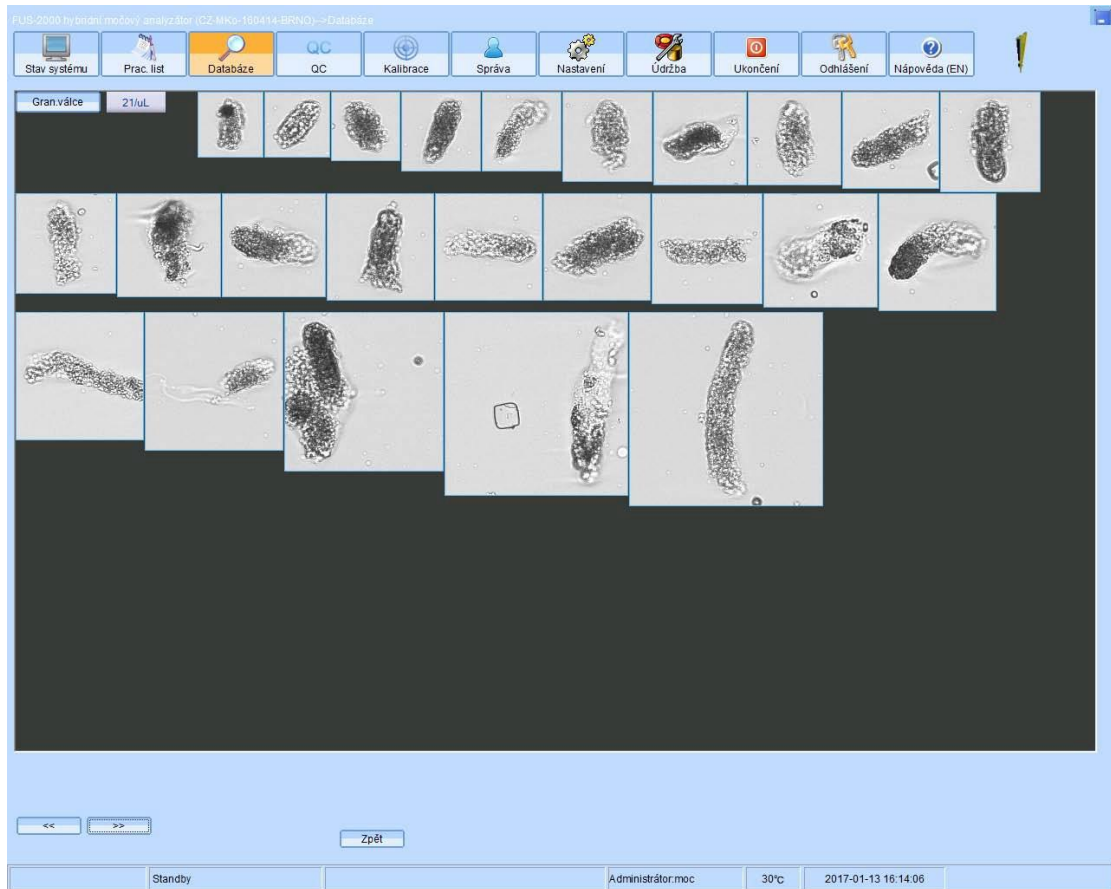 FUS-2000 hybridní močový analyzátor (CZ-MKb-160414-BRNO)-->Databáze
Stav systému Prac. list Databáze QC QC Kalibrace Správa Nastavení Údržba Ukončení Odhlášení Nápověda (EN)
Gran.válce 21/uL
<< >>
Zpět
Standby Administrátor:moc 30°C 2017-01-13 16:14:06